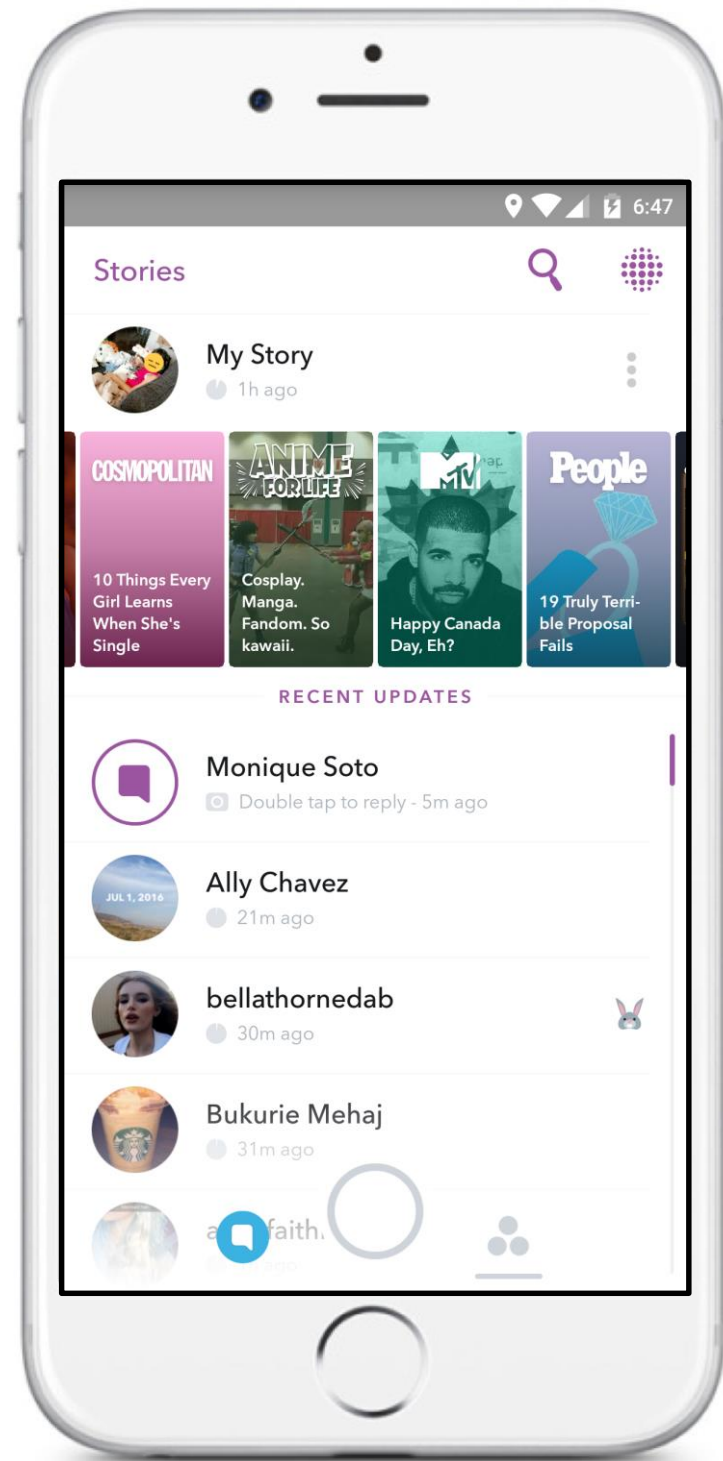 6:47
Stories
My Story
1h ago
COSMOPOLITAN
10 Things Every
Girl Learns
When She's
Single
ANIME
FOR LIFE
Cosplay.
Manga.
Fandom. So
kawaii.
MTV
Happy Canada
Day, Eh?
People
19 Truly Terri-
ble Proposal
Fails
RECENT UPDATES
Monique Soto
Double tap to reply - 5m ago
JUL 1, 2016
Ally Chavez
21m ago
bellathornedab
30m ago
Bukurie Mehaj
31m ago
faith.
ago